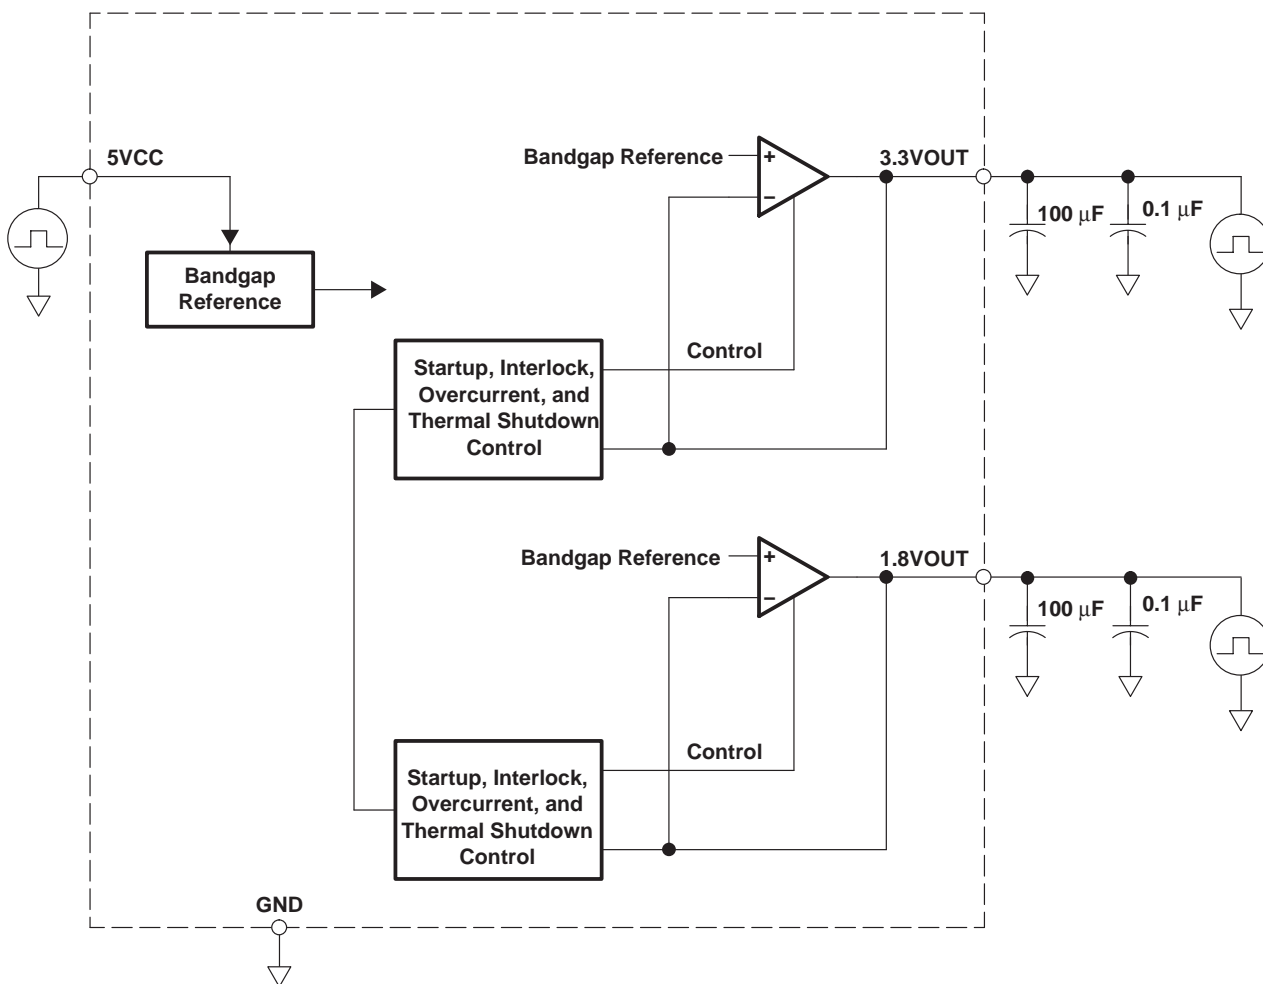 5VCC
Bandgap Reference
+
−
3.3VOUT
100 μF
0.1 μF
Bandgap
Reference
Control
Startup, Interlock,
Overcurrent, and
Thermal Shutdown
Control
Bandgap Reference
+
−
1.8VOUT
100 μF
0.1 μF
Control
Startup, Interlock,
Overcurrent, and
Thermal Shutdown
Control
GND